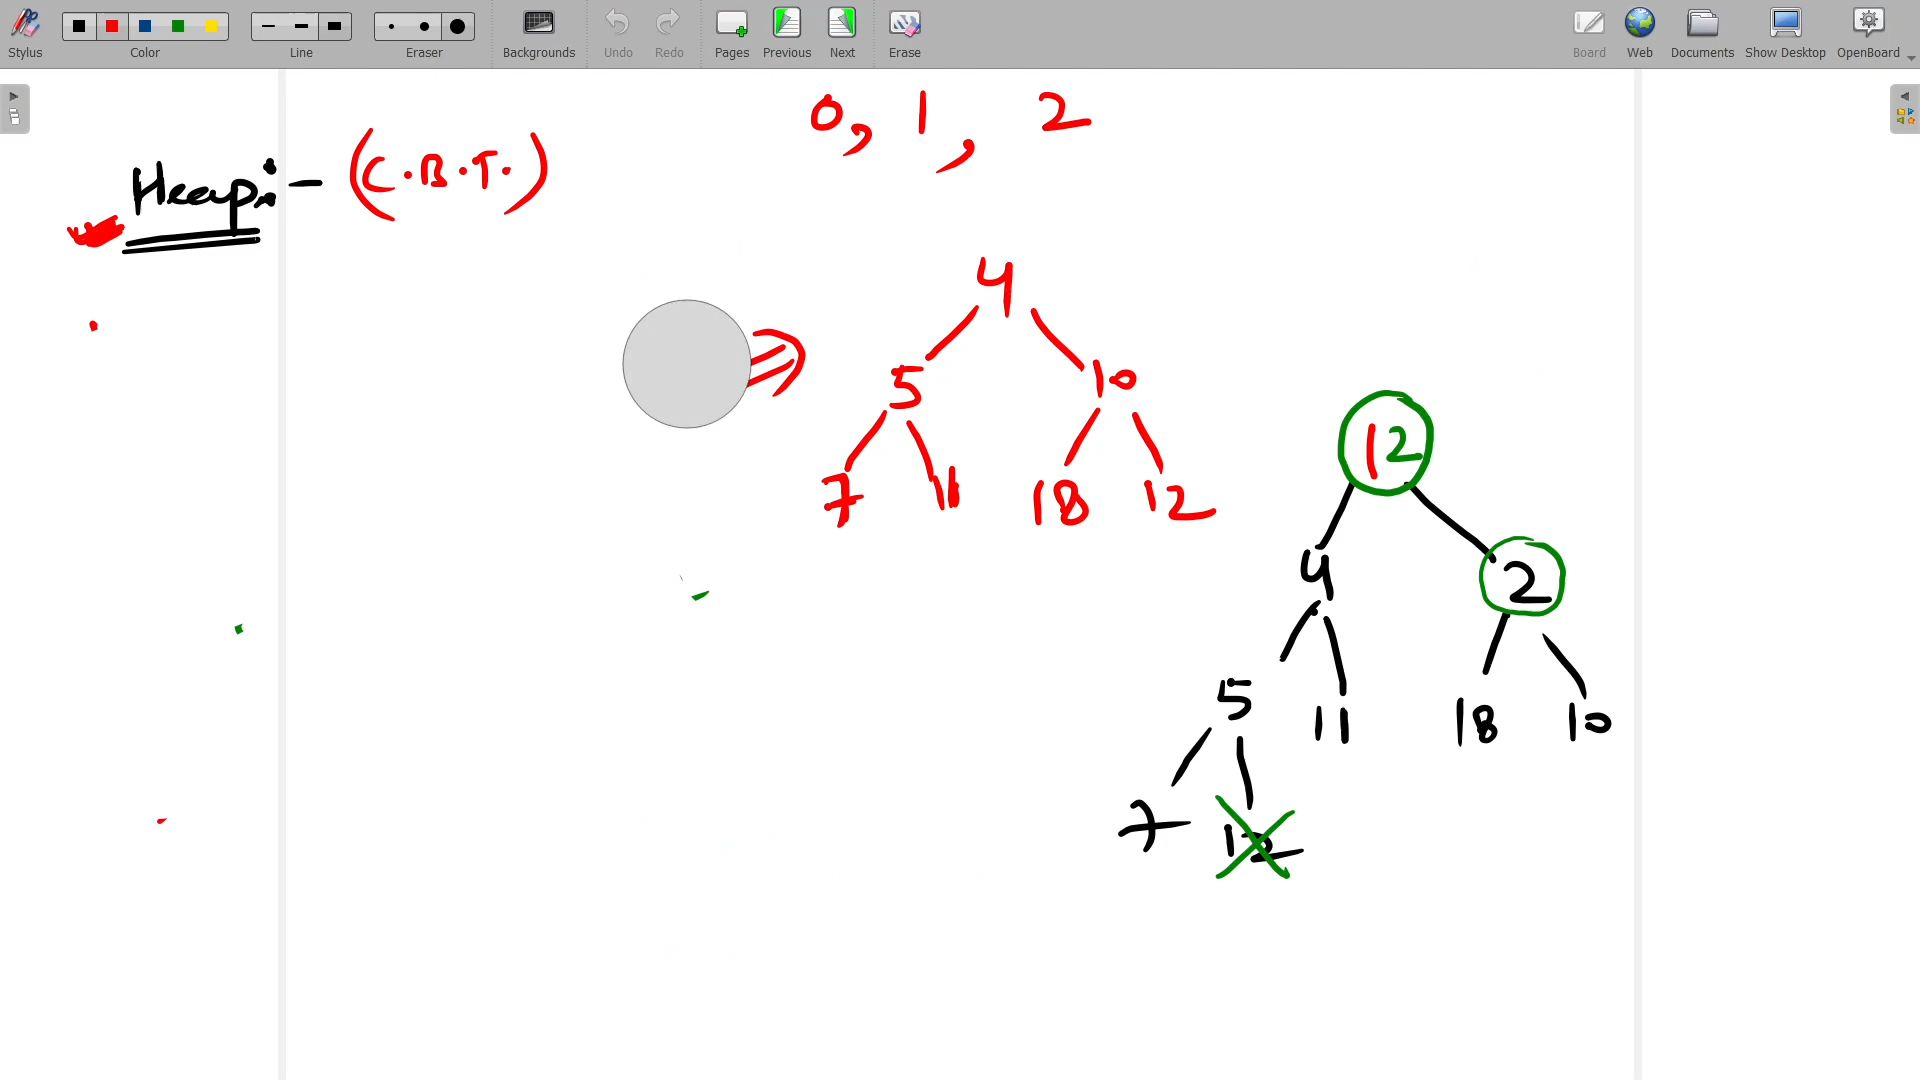 Stylus Color Line Eraser Backgrounds Undo Redo Pages Previous Next Erase Board Web Documents Show Desktop OpenBoard
0, 1, 2
Heap:- (C.B.T.)
4
5 10
7 11 18 12
12
4 2
5 11 18 10
7 12